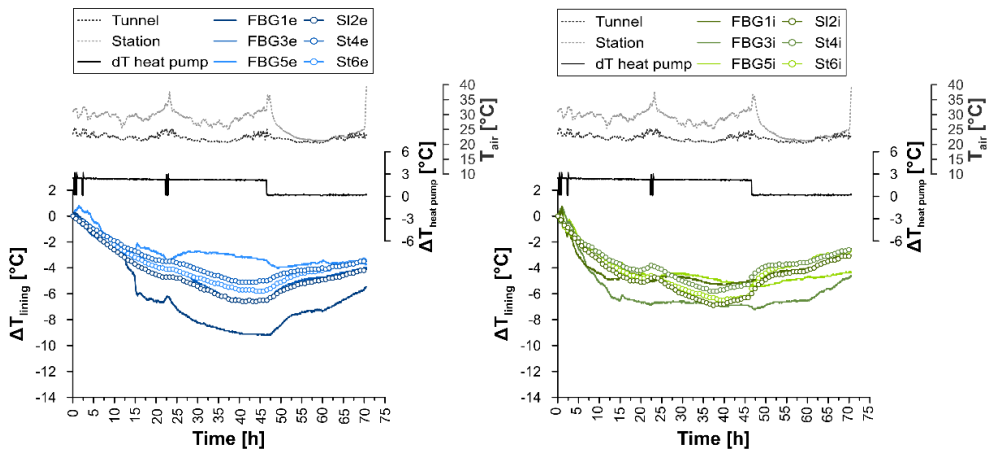 Tunnel FBG1e Sl2e
Station FBG3e St4e
dT heat pump FBG5e St6e
40
35
30
25
20
15
10
T air [°C]
6
3
0
-3
-6
ΔT heat pump [°C]
2
0
-2
-4
-6
-8
-10
-12
-14
ΔT lining [°C]
0 5 10 15 20 25 30 35 40 45 50 55 60 65 70 75
Time [h]
Tunnel FBG1i Sl2i
Station FBG3i St4i
dT heat pump FBG5i St6i
40
35
30
25
20
15
10
T air [°C]
6
3
0
-3
-6
ΔT heat pump [°C]
2
0
-2
-4
-6
-8
-10
-12
-14
ΔT lining [°C]
0 5 10 15 20 25 30 35 40 45 50 55 60 65 70 75
Time [h]